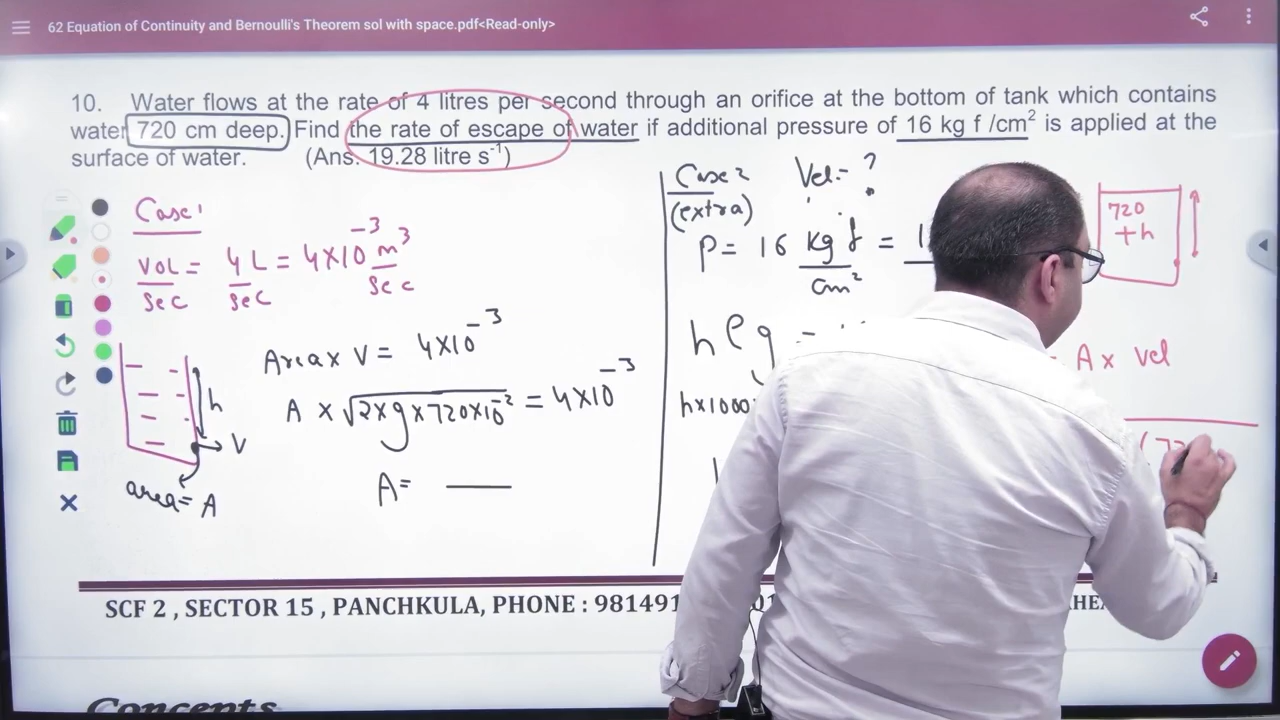 62 Equation of Continuity and Bernoulli's Theorem sol with space.pdf<Read-only>
10. Water flows at the rate of 4 litres per second through an orifice at the bottom of tank which contains
water 720 cm deep. Find the rate of escape of water if additional pressure of 16 kg f /cm² is applied at the
surface of water. (Ans. 19.28 litre s⁻¹)
Case 1
VOL/Sec = 4L/Sec = 4×10⁻³ m³/Sec
Area x V = 4×10⁻³
A × √2×g×720×10⁻² = 4×10⁻³
A = ___
h
V
area = A
Case 2 Vel = ?
(extra)
P = 16 kg f/cm² = 1
h ρ g =
h×1000
720
+h
A x Vel
SCF 2 , SECTOR 15 , PANCHKULA, PHONE : 981491
Concepts